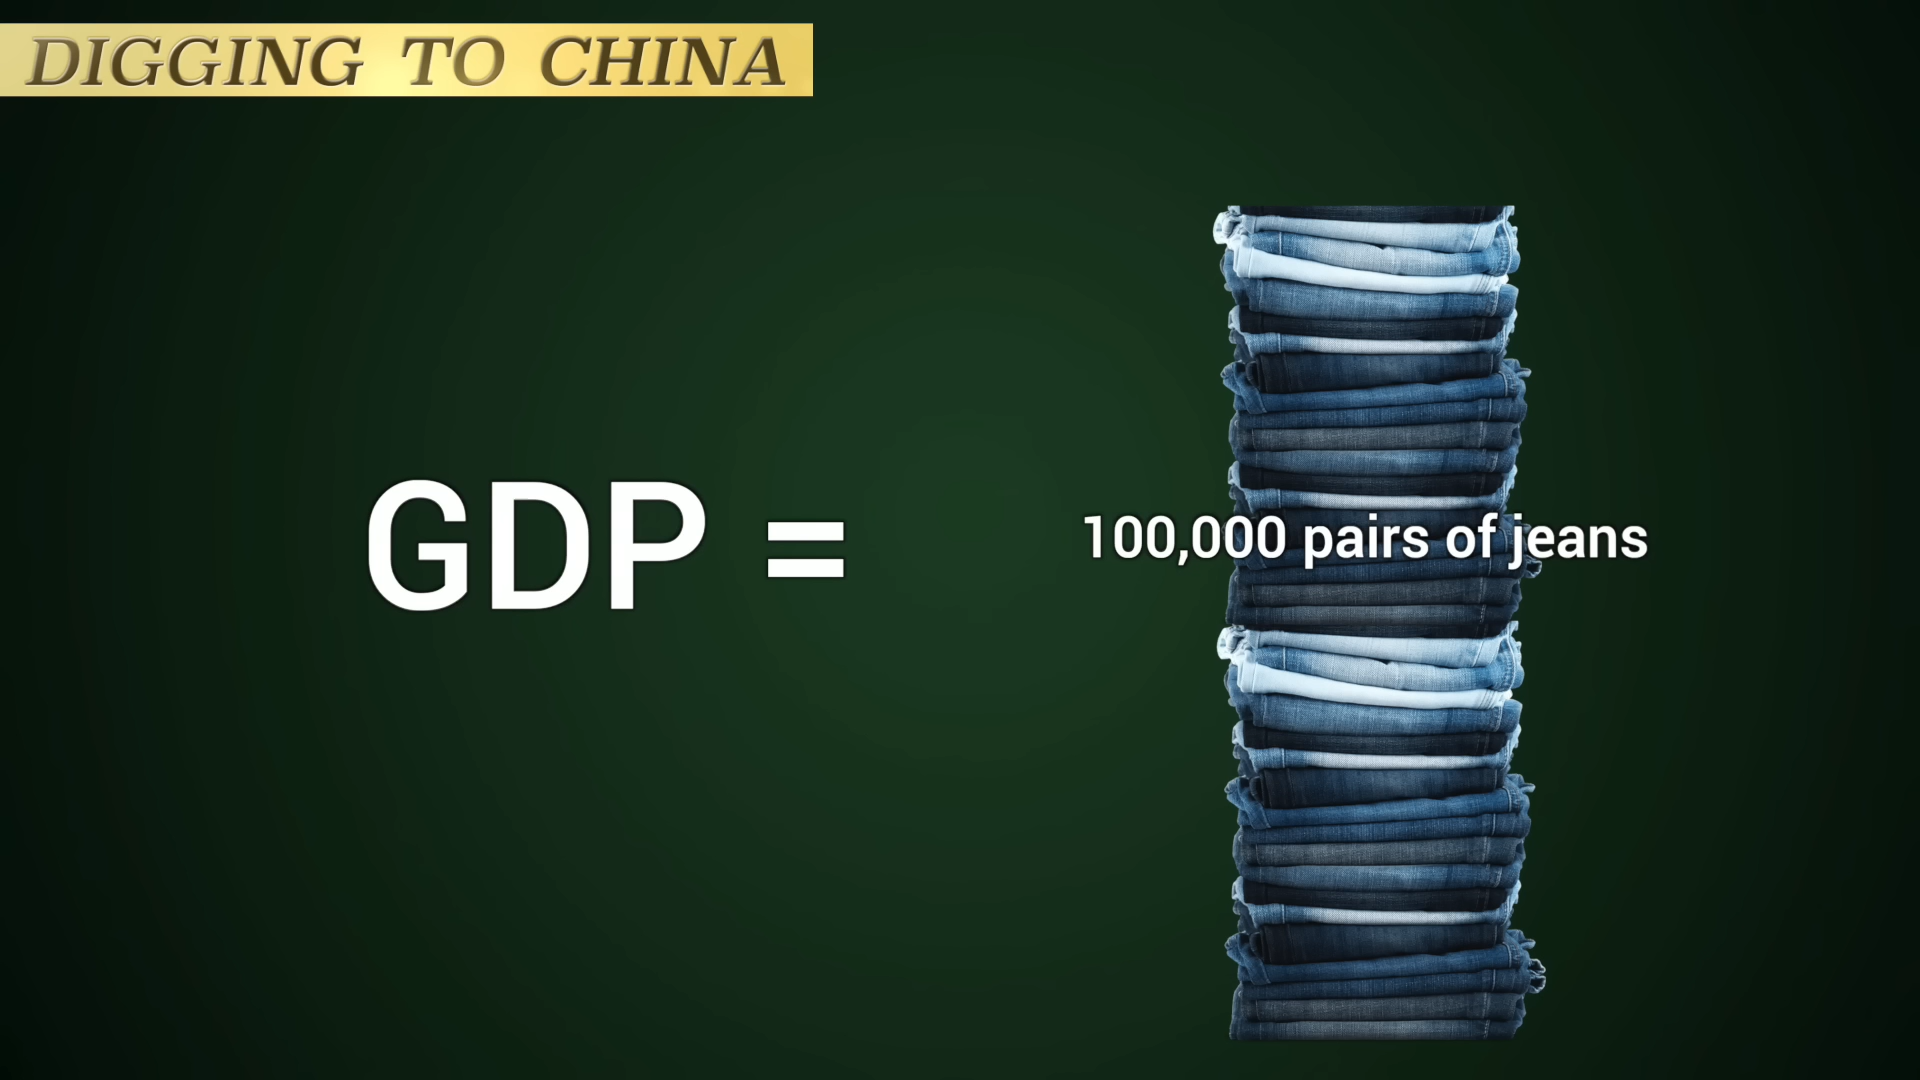 DIGGING TO CHINA
GDP =
100,000 pairs of jeans